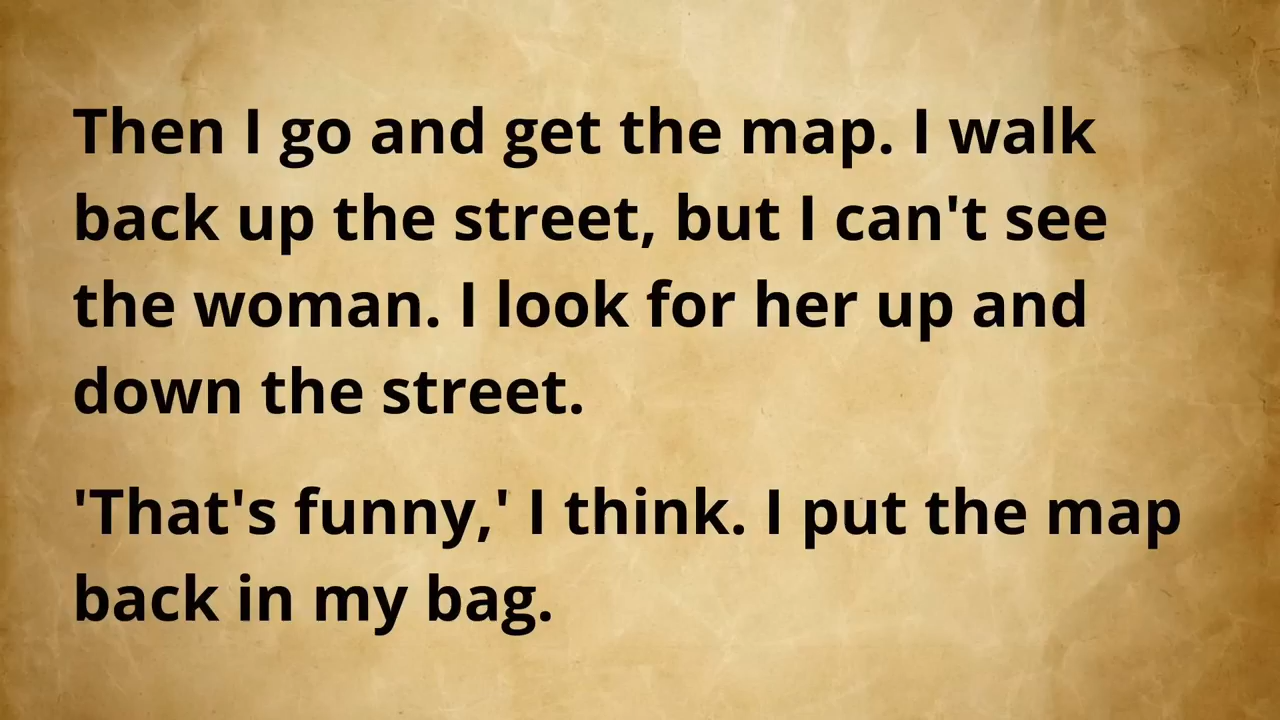 Then I go and get the map. I walk
back up the street, but I can't see
the woman. I look for her up and
down the street.
'That's funny,' I think. I put the map
back in my bag.